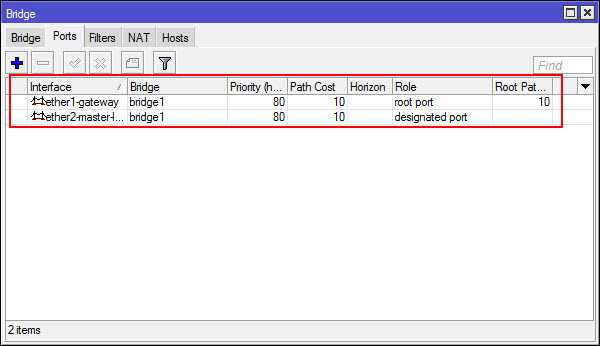 Bridge
Bridge Ports Filters NAT Hosts
Find
Interface Bridge Priority (h... Path Cost Horizon Role Root Pat...
ether1-gateway bridge1 80 10 root port 10
ether2-master-l... bridge1 80 10 designated port
2 items